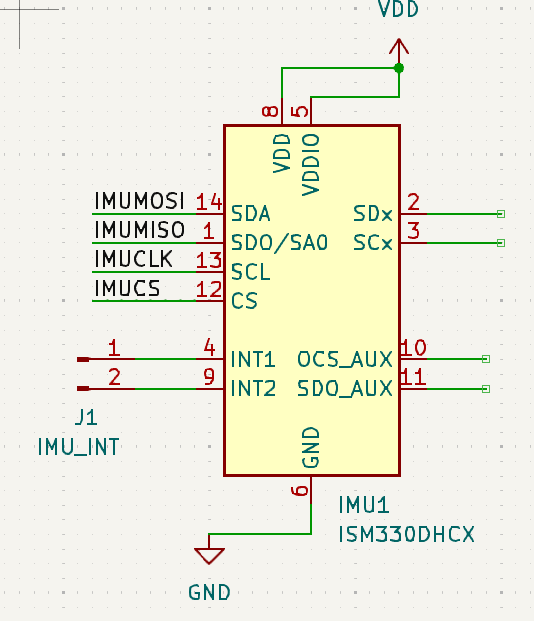 VDD
8 5
VDD VDDIO
IMUMOSI 14 SDA SDx 2
IMUMISO 1 SDO/SA0 SCx 3
IMUCLK 13 SCL
IMUCS 12 CS
1 4 INT1 OCS_AUX 10
2 9 INT2 SDO_AUX 11
J1
IMU_INT
GND
6
IMU1
ISM330DHCX
GND